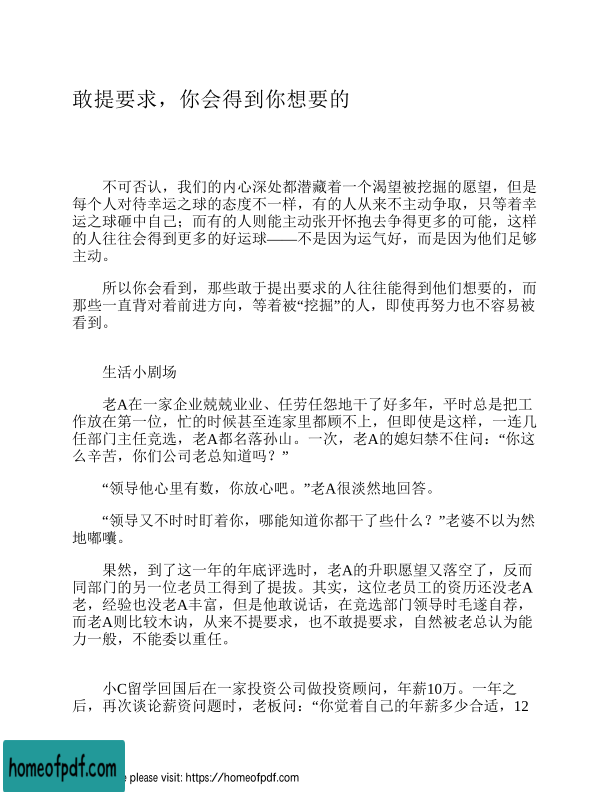 敢提要求，你会得到你想要的
不可否认，我们的内心深处都潜藏着一个渴望被挖掘的愿望，但是
每个人对待幸运之球的态度不一样，有的人从来不主动争取，只等着幸
运之球砸中自己；而有的人则能主动张开怀抱去争得更多的可能，这样
的人往往会得到更多的好运球——不是因为运气好，而是因为他们足够
主动。
所以你会看到，那些敢于提出要求的人往往能得到他们想要的，而
那些一直背对着前进方向，等着被“挖掘”的人，即使再努力也不容易被
看到。
生活小剧场
老A在一家企业兢兢业业、任劳任怨地干了好多年，平时总是把工
作放在第一位，忙的时候甚至连家里都顾不上，但即使是这样，一连几
任部门主任竞选，老A都名落孙山。一次，老A的媳妇禁不住问：“你这
么辛苦，你们公司老总知道吗？”
“领导他心里有数，你放心吧。”老A很淡然地回答。
“领导又不时时盯着你，哪能知道你都干了些什么？”老婆不以为然
地嘟囔。
果然，到了这一年的年底评选时，老A的升职愿望又落空了，反而
同部门的另一位老员工得到了提拔。其实，这位老员工的资历还没老A
老，经验也没老A丰富，但是他敢说话，在竞选部门领导时毛遂自荐，
而老A则比较木讷，从来不提要求，也不敢提要求，自然被老总认为能
力一般，不能委以重任。
小C留学回国后在一家投资公司做投资顾问，年薪10万。一年之
后，再次谈论薪资问题时，老板问：“你觉着自己的年薪多少合适，12
homeofpdf.com
e please visit: https://homeofpdf.com